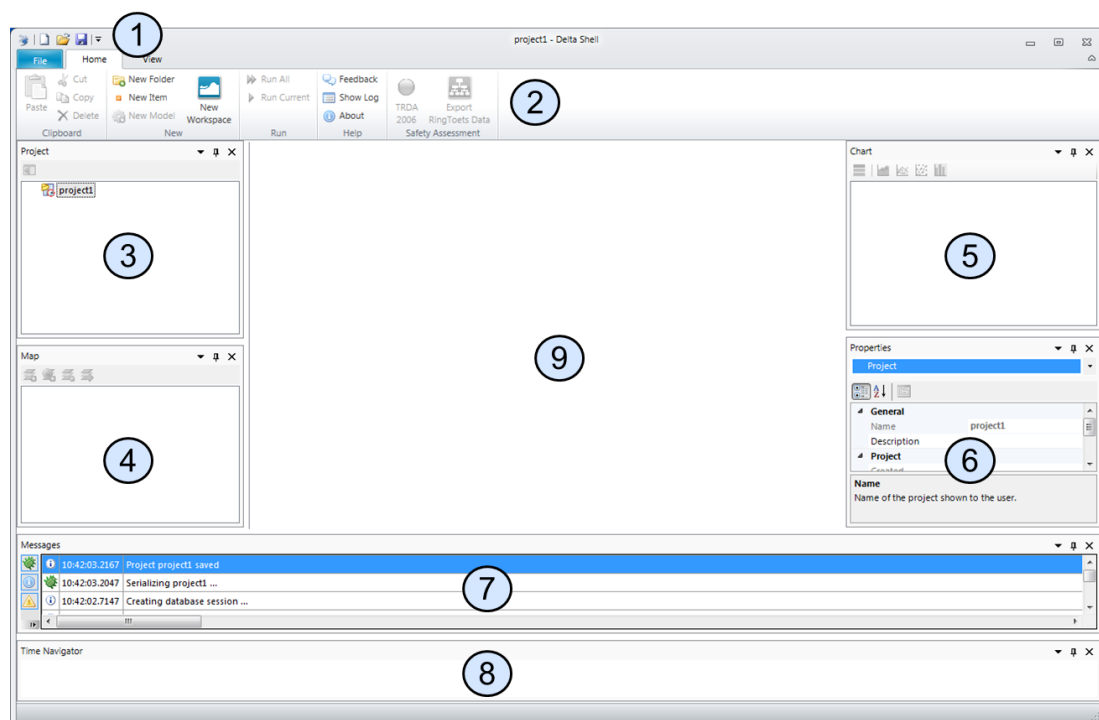 project1 - Delta Shell
1
File Home View
Cut
Copy
Delete
Paste
Clipboard
New Folder
New Item
New Model
New
Workspace
New
Run All
Run Current
Run
Feedback
Show Log
About
Help
TRDA
2006
Export
RingToets Data
Safety Assessment
2
Project
project1
3
Map
4
9
Chart
5
Properties
Project
General
Name project1
Description
Project
Created
6
Name
Name of the project shown to the user.
Messages
10:42:03.2167 Project project1 saved
10:42:03.2047 Serializing project1 ...
10:42:02.7147 Creating database session ...
7
Time Navigator
8